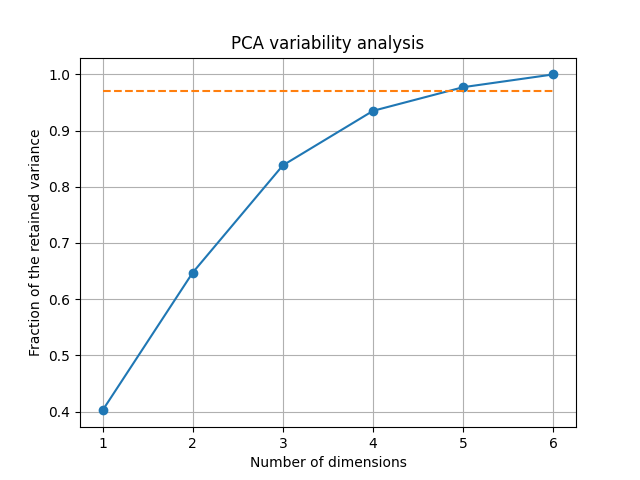 PCA variability analysis
Fraction of the retained variance
1.0
0.9
0.8
0.7
0.6
0.5
0.4
1 2 3 4 5 6
Number of dimensions